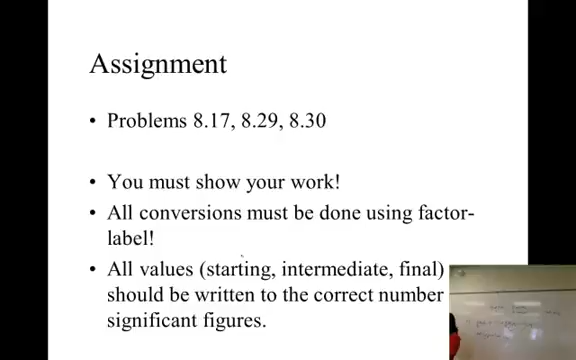 Assignment
• Problems 8.17, 8.29, 8.30
• You must show your work!
• All conversions must be done using factor-
label!
• All values (starting, intermediate, final)
should be written to the correct number
significant figures.